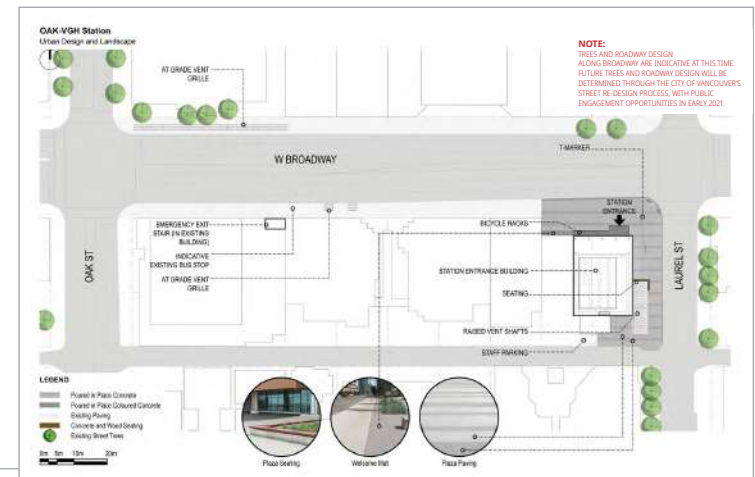 OAK-VGH Station
Urban Design and Landscape
NOTE:
TREES AND ROADWAY DESIGN
ALONG BROADWAY ARE INDICATIVE AT THIS TIME.
FUTURE TREES AND ROADWAY DESIGN WILL BE
DETERMINED THROUGH THE CITY OF VANCOUVER'S
STREET RE-DESIGN PROCESS, WITH PUBLIC
ENGAGEMENT OPPORTUNITIES IN EARLY 2021.
AT GRADE VENT
GRILLE
W BROADWAY
T-MARKER
STATION
ENTRANCE
EMERGENCY EXIT
STAIR (IN EXISTING
BUILDING)
BICYCLE RACKS
INDICATIVE
EXISTING BUS STOP
OAK ST
LAUREL ST
STATION ENTRANCE BUILDING
AT GRADE VENT
GRILLE
SEATING
RAISED VENT SHAFTS
STAFF PARKING
LEGEND
Poured in Place Concrete
Poured in Place Coloured Concrete
Existing Paving
Concrete and Wood Seating
Existing Street Trees
0m 5m 10m 20m
Plaza Seating
Welcome Mat
Plaza Paving